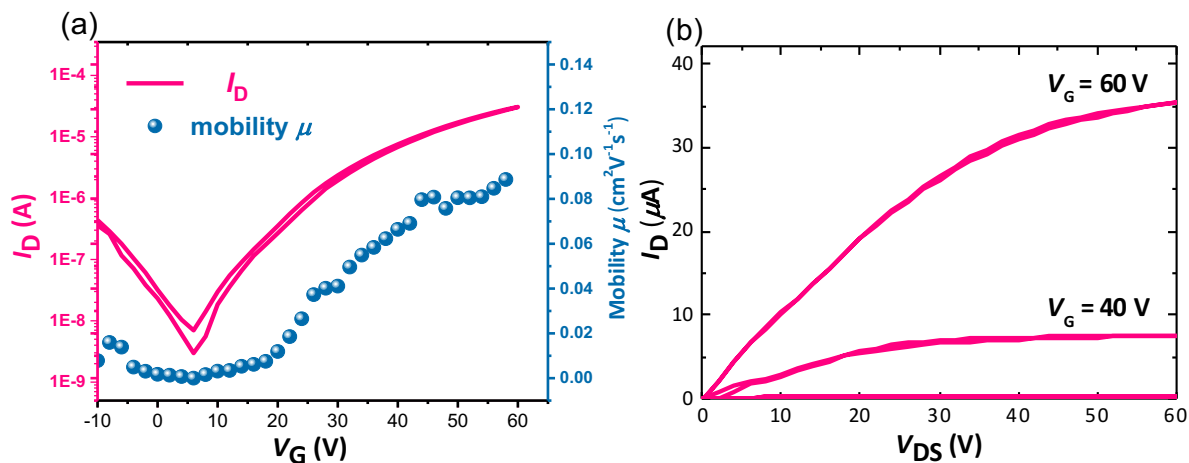 (a)
1E-4
1E-5
1E-6
1E-7
1E-8
1E-9
I_D (A)
I_D
mobility μ
0.14
0.12
0.10
0.08
0.06
0.04
0.02
0.00
Mobility μ (cm²V⁻¹s⁻¹)
-10 0 10 20 30 40 50 60
V_G (V)
(b)
40
30
20
10
0
I_D (μA)
V_G = 60 V
V_G = 40 V
0 10 20 30 40 50 60
V_DS (V)